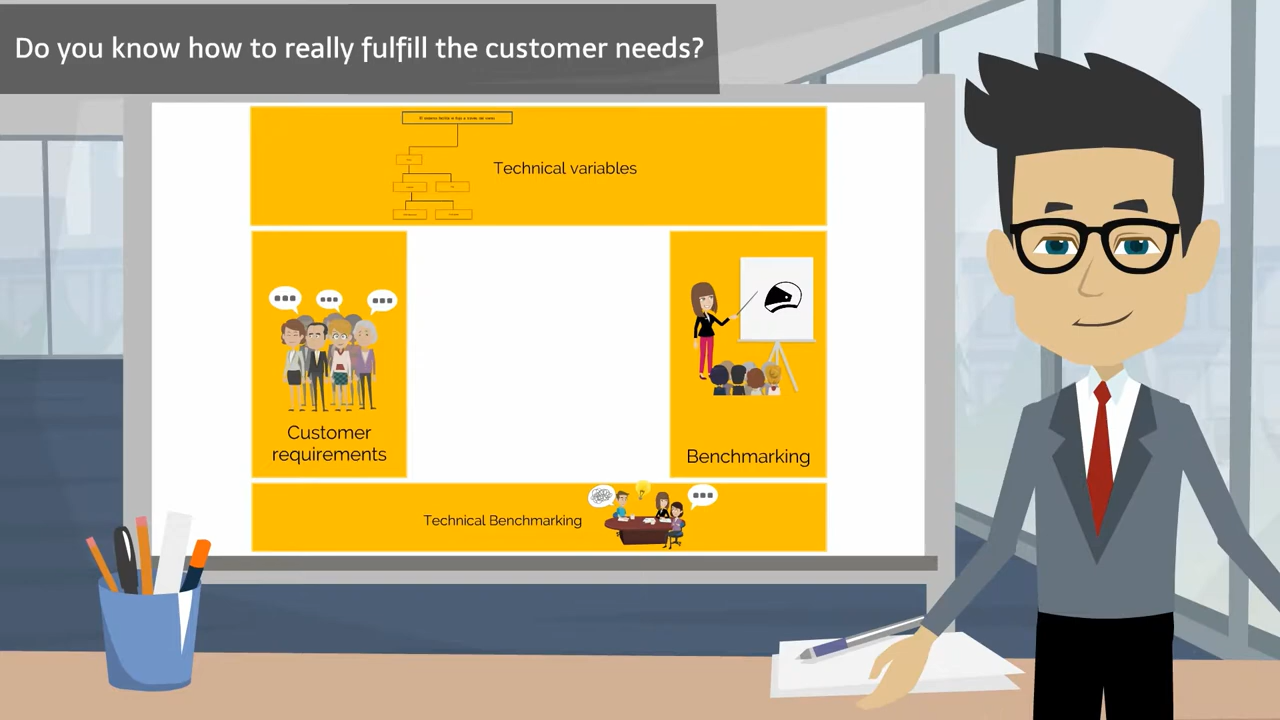 Do you know how to really fulfill the customer needs?
Technical variables
Customer
requirements
Benchmarking
Technical Benchmarking